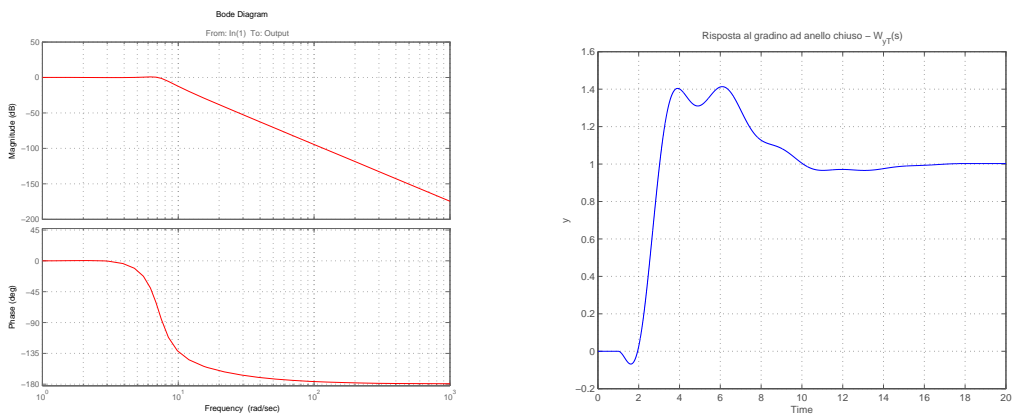 Bode Diagram
From: In(1) To: Output
50
0
−50
−100
−150
−200
Magnitude (dB)
45
0
−45
−90
−135
−180
Phase (deg)
10^0
10^1
10^2
10^3
Frequency (rad/sec)
Risposta al gradino ad anello chiuso − W_yT(s)
1.6
1.4
1.2
1
0.8
0.6
0.4
0.2
0
−0.2
y
0 2 4 6 8 10 12 14 16 18 20
Time